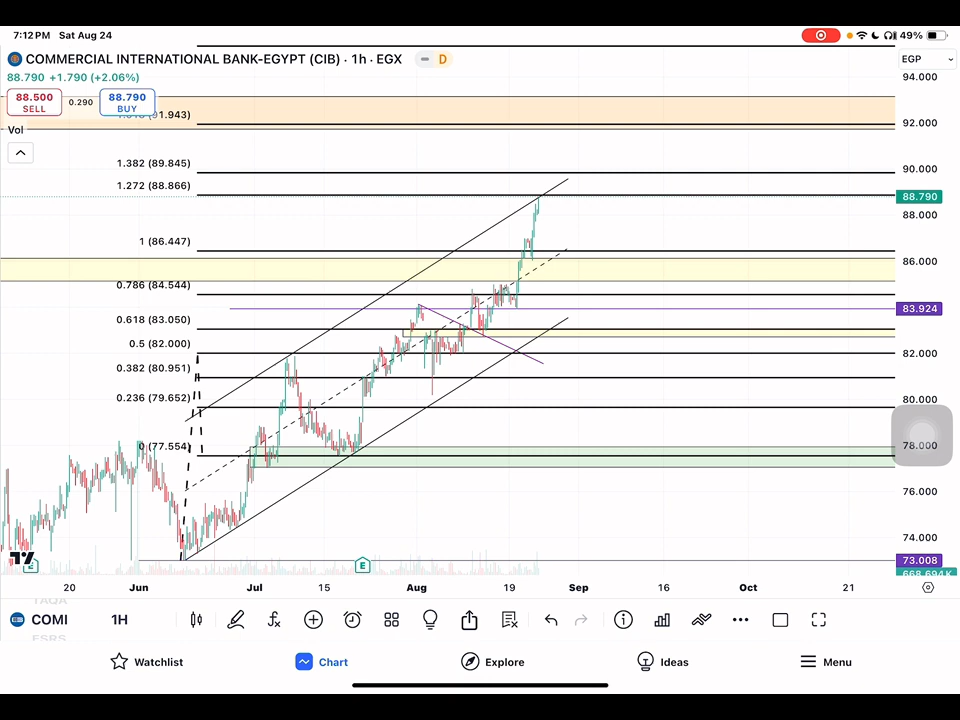 7:12 PM Sat Aug 24
49%
COMMERCIAL INTERNATIONAL BANK-EGYPT (CIB) · 1h · EGX
D
EGP
88.790 +1.790 (+2.06%)
94.000
88.500
SELL
0.290
88.790
BUY
(91.943)
92.000
Vol
1.382 (89.845)
90.000
1.272 (88.866)
88.790
88.000
1 (86.447)
86.000
0.786 (84.544)
83.924
0.618 (83.050)
0.5 (82.000)
82.000
0.382 (80.951)
0.236 (79.652)
80.000
0 (77.554)
78.000
76.000
74.000
73.008
668.694K
E
E
20
Jun
Jul
15
Aug
19
Sep
16
Oct
21
TAQA
COMI
1H
ESRS
Watchlist
Chart
Explore
Ideas
Menu